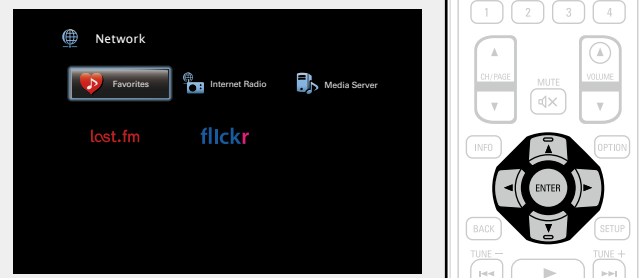 Network
Favorites Internet Radio Media Server
last.fm flickr
1 2 3 4
CH/PAGE MUTE VOLUME
INFO OPTION
ENTER
BACK SETUP
TUNE − TUNE +